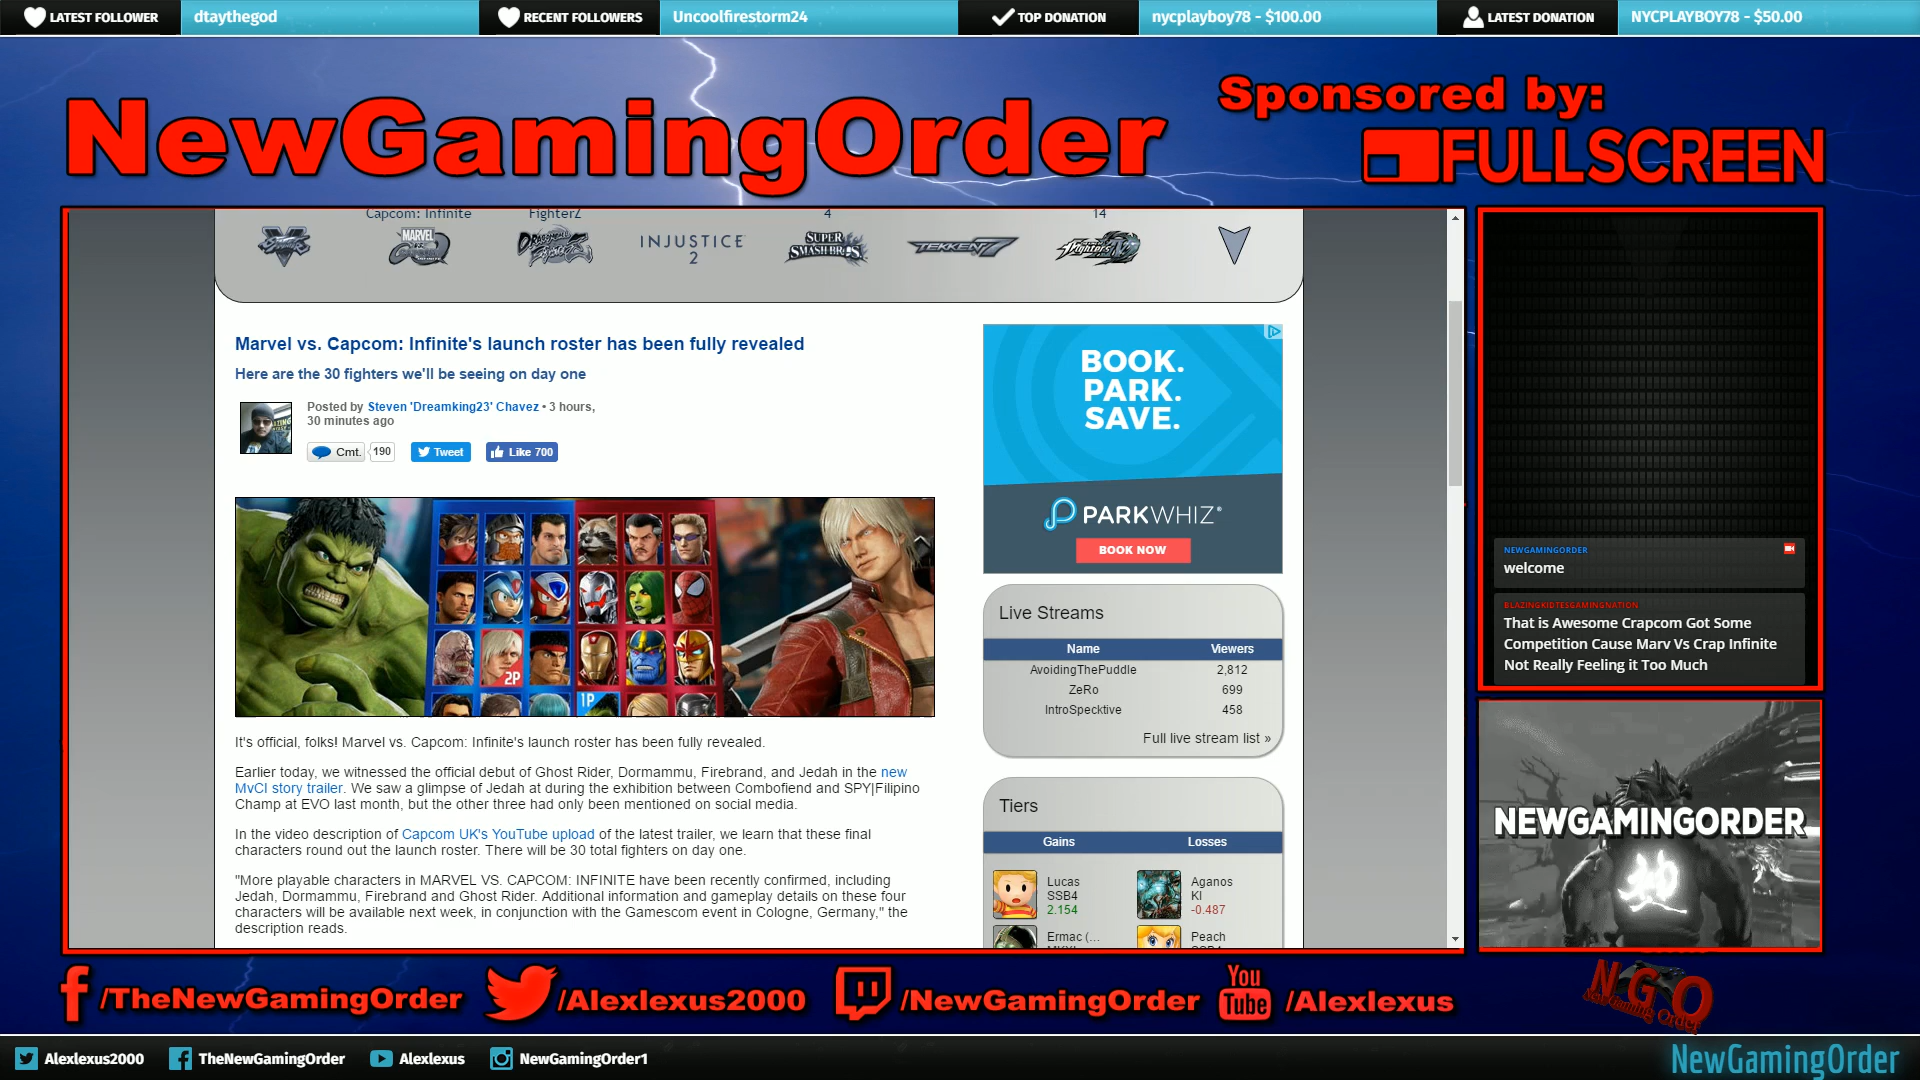 LATEST FOLLOWER
dtaythegod
RECENT FOLLOWERS
Uncoolfirestorm24
TOP DONATION
nycplayboy78 - $100.00
LATEST DONATION
NYCPLAYBOY78 - $50.00
NewGamingOrder
Sponsored by:
FULLSCREEN
Capcom: Infinite
FighterZ
4
14
MARVEL
INJUSTICE
2
SUPER
SMASH BROS.
TEKKEN 7
Marvel vs. Capcom: Infinite's launch roster has been fully revealed
Here are the 30 fighters we'll be seeing on day one
Posted by Steven 'Dreamking23' Chavez • 3 hours,
30 minutes ago
Cmt. 190
Tweet
Like 700
2P
1P
It's official, folks! Marvel vs. Capcom: Infinite's launch roster has been fully revealed.
Earlier today, we witnessed the official debut of Ghost Rider, Dormammu, Firebrand, and Jedah in the new
MvCI story trailer. We saw a glimpse of Jedah at during the exhibition between Combofiend and SPY|Filipino
Champ at EVO last month, but the other three had only been mentioned on social media.
In the video description of Capcom UK's YouTube upload of the latest trailer, we learn that these final
characters round out the launch roster. There will be 30 total fighters on day one.
"More playable characters in MARVEL VS. CAPCOM: INFINITE have been recently confirmed, including
Jedah, Dormammu, Firebrand and Ghost Rider. Additional information and gameplay details on these four
characters will be available next week, in conjunction with the Gamescom event in Cologne, Germany," the
description reads.
BOOK.
PARK.
SAVE.
PARKWHIZ
BOOK NOW
Live Streams
Name Viewers
AvoidingThePuddle 2,812
ZeRo 699
IntroSpecktive 458
Full live stream list »
Tiers
Gains Losses
Lucas
SSB4
2.154
Aganos
KI
-0.487
Ermac (...
Peach
NEWGAMINGORDER
welcome
BLAZINGKIDTESGAMINGNATION
That is Awesome Crapcom Got Some
Competition Cause Marv Vs Crap Infinite
Not Really Feeling it Too Much
NEWGAMINGORDER
/TheNewGamingOrder
/Alexlexus2000
/NewGamingOrder
You
Tube
/Alexlexus
NGO
New Gaming Order
Alexlexus2000
TheNewGamingOrder
Alexlexus
NewGamingOrder1
NewGamingOrder